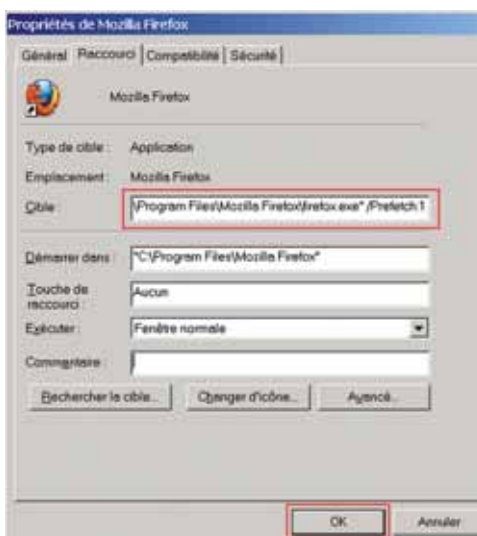 Propriétés de Mozilla Firefox
Général Raccourci Compatibilité Sécurité
Mozilla Firefox
Type de cible : Application
Emplacement : Mozilla Firefox
Cible : \Program Files\Mozilla Firefox\firefox.exe" /Prefetch:1
Démarrer dans : "C:\Program Files\Mozilla Firefox"
Touche de raccourci : Aucun
Exécuter : Fenêtre normale
Commentaire :
Rechercher la cible... Changer d'icône... Avancé...
OK Annuler